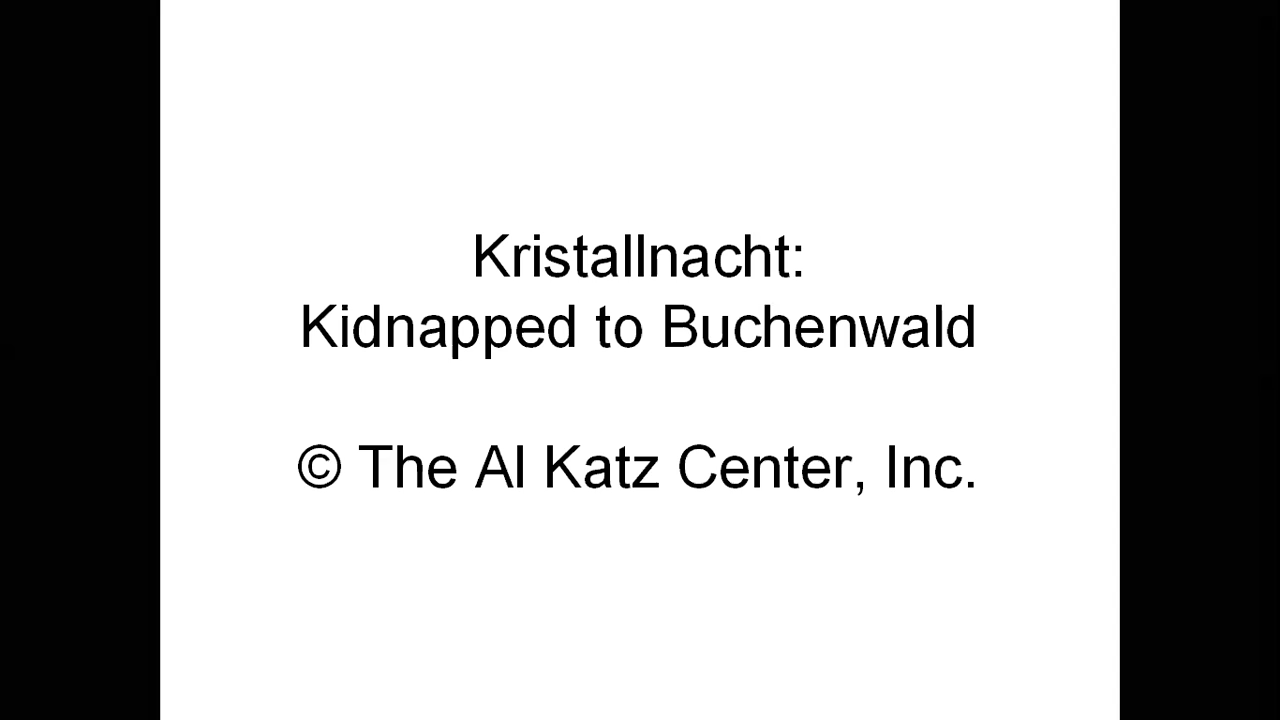 Kristallnacht:
Kidnapped to Buchenwald
© The Al Katz Center, Inc.